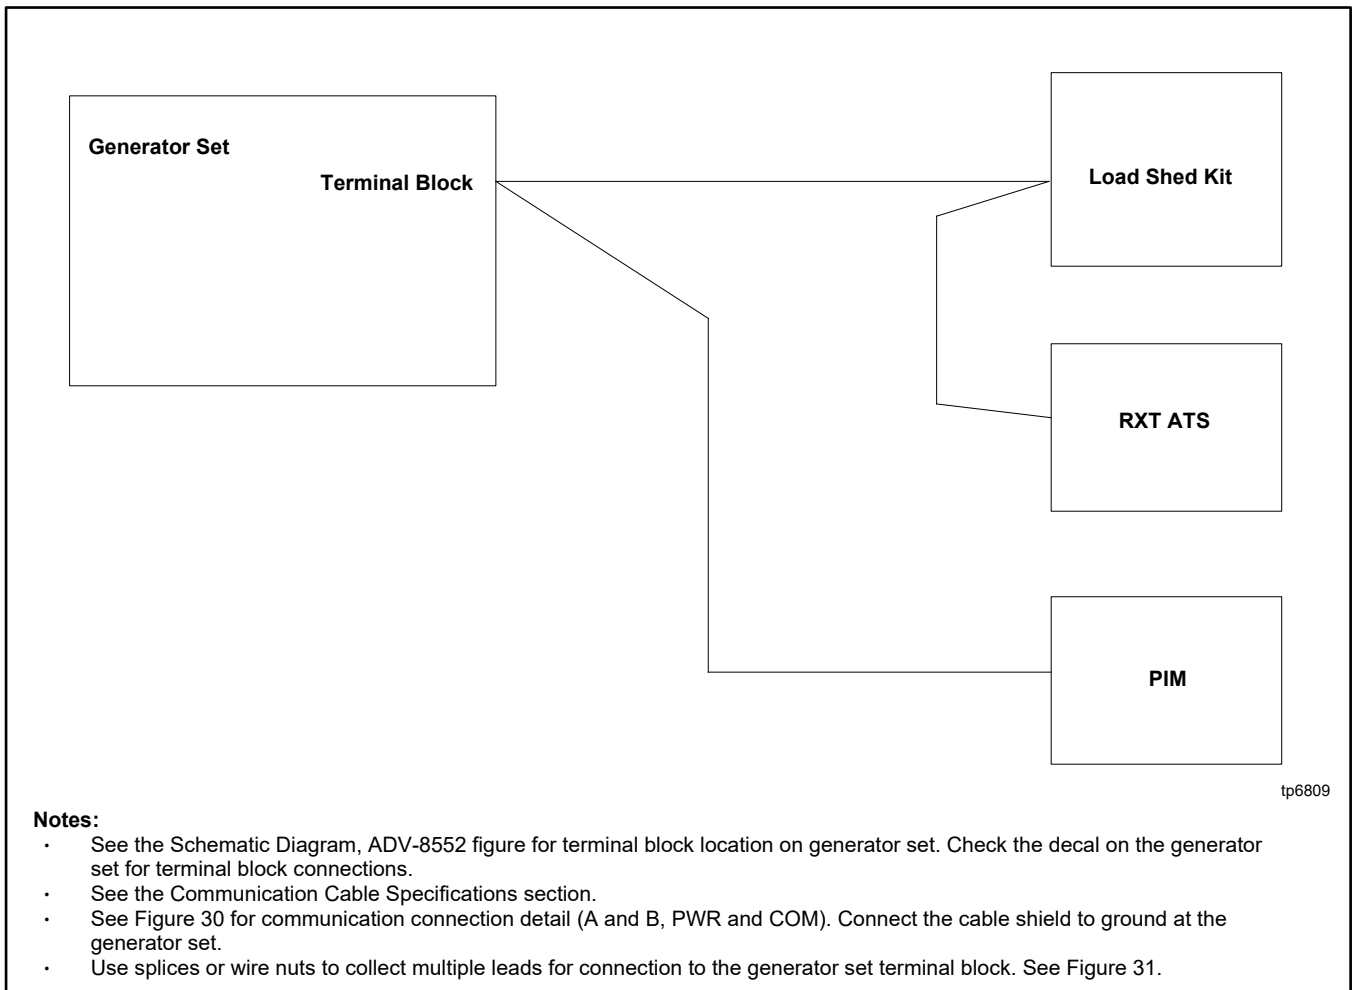 Generator Set
Terminal Block
Load Shed Kit
RXT ATS
PIM
tp6809
Notes:
· See the Schematic Diagram, ADV-8552 figure for terminal block location on generator set. Check the decal on the generator
set for terminal block connections.
· See the Communication Cable Specifications section.
· See Figure 30 for communication connection detail (A and B, PWR and COM). Connect the cable shield to ground at the
generator set.
· Use splices or wire nuts to collect multiple leads for connection to the generator set terminal block. See Figure 31.